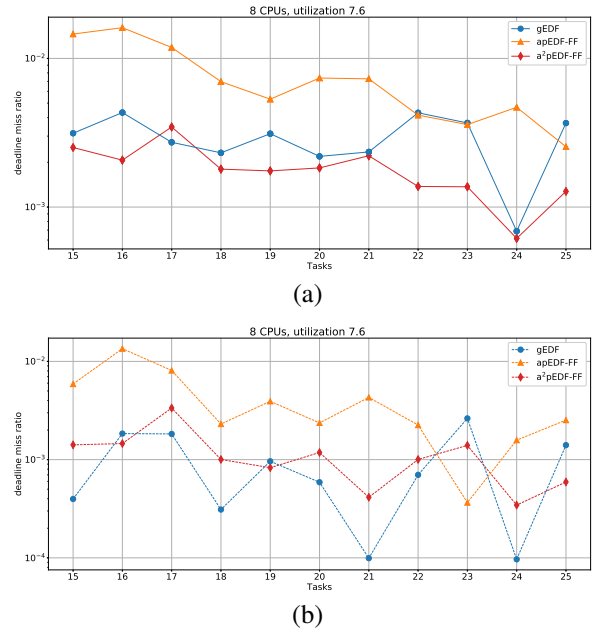 8 CPUs, utilization 7.6
gEDF
apEDF-FF
a²pEDF-FF
deadline miss ratio
10⁻²
10⁻³
15 16 17 18 19 20 21 22 23 24 25
Tasks
(a)
8 CPUs, utilization 7.6
gEDF
apEDF-FF
a²pEDF-FF
deadline miss ratio
10⁻²
10⁻³
10⁻⁴
15 16 17 18 19 20 21 22 23 24 25
Tasks
(b)